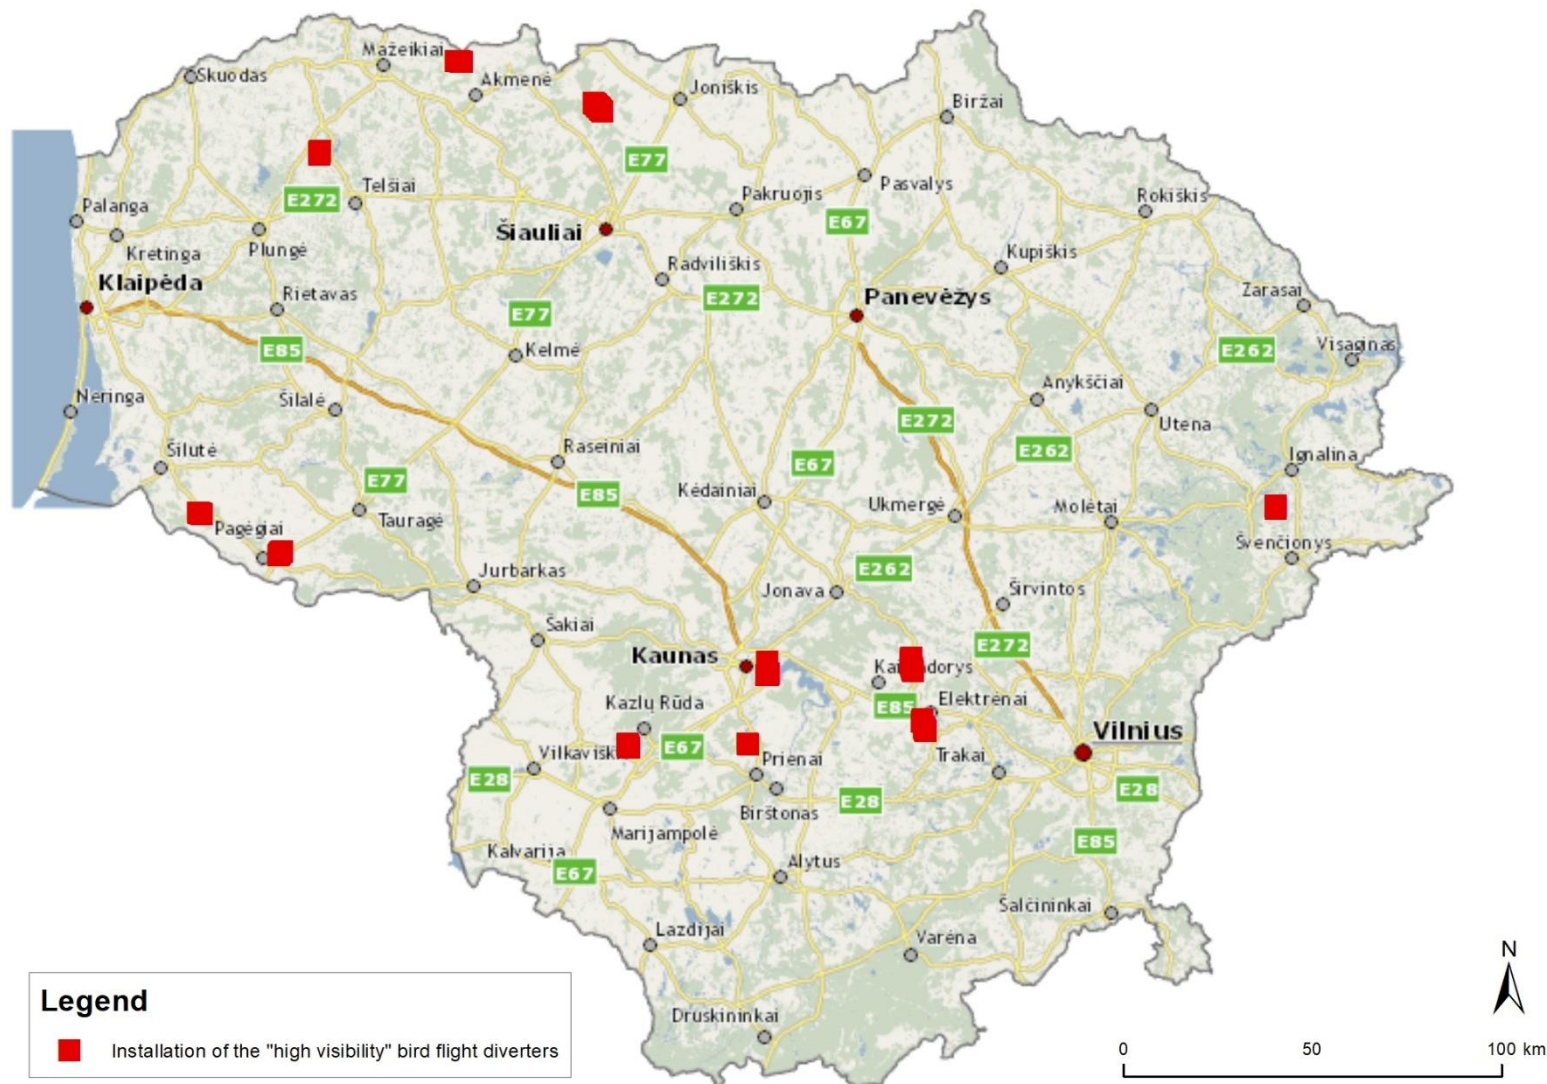 Mažeikiai
Skuodas
Akmenė
Joniškis
Biržai
E77
Telšiai
E272
Pakruojis
Pasvalys
Rokiškis
Palanga
Kretinga
Plungė
Šiauliai
E67
Kupiškis
Radviliškis
Klaipėda
Rietavas
E272
Panevėžys
Zarasai
E77
E85
Kelmė
E262
Visaginas
Neringa
Šilalė
Anykščiai
E272
Utena
Šilutė
Raseiniai
E67
E262
Ignalina
E77
E85
Kėdainiai
Ukmergė
Molėtai
Pagėgiai
Tauragė
Švenčionys
Jurbarkas
E262
Jonava
Širvintos
Šakiai
E272
Kaunas
E85
Elektrėnai
Kazlų Rūda
Vilnius
E67
Prienai
Trakai
E28
E28
E28
Birštonas
Marijampolė
E85
Kalvarija
E67
Alytus
Šalčininkai
Lazdijai
Varėna
Druskininkai
N
Legend
Installation of the "high visibility" bird flight diverters
0 50 100 km